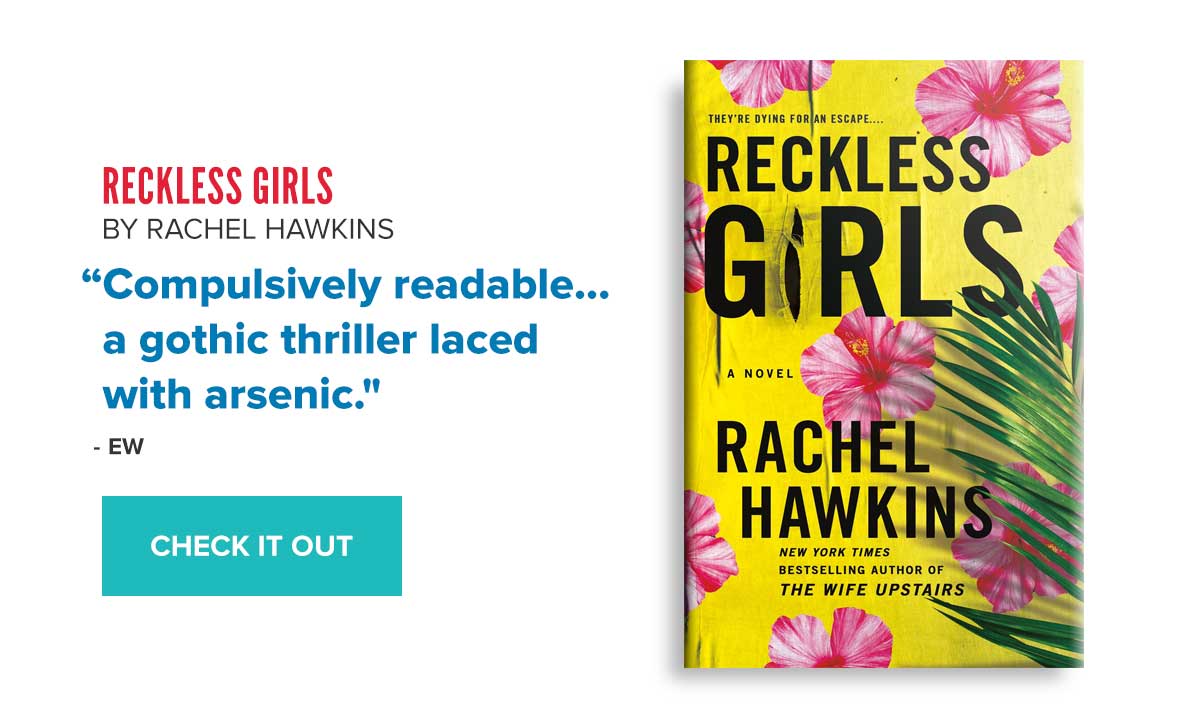 RECKLESS GIRLS
BY RACHEL HAWKINS
“Compulsively readable...
a gothic thriller laced
with arsenic."
- EW
CHECK IT OUT
THEY'RE DYING FOR AN ESCAPE....
RECKLESS
GIRLS
A NOVEL
RACHEL
HAWKINS
NEW YORK TIMES
BESTSELLING AUTHOR OF
THE WIFE UPSTAIRS